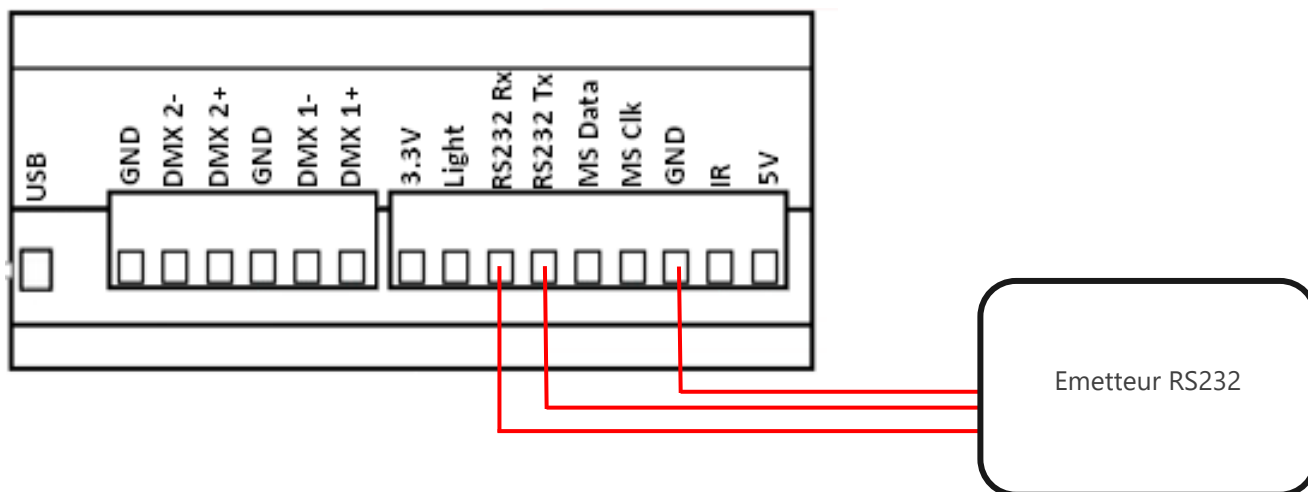 USB
GND
DMX 2-
DMX 2+
GND
DMX 1-
DMX 1+
3.3V
Light
RS232 Rx
RS232 Tx
MS Data
MS Clk
GND
IR
5V
Emetteur RS232